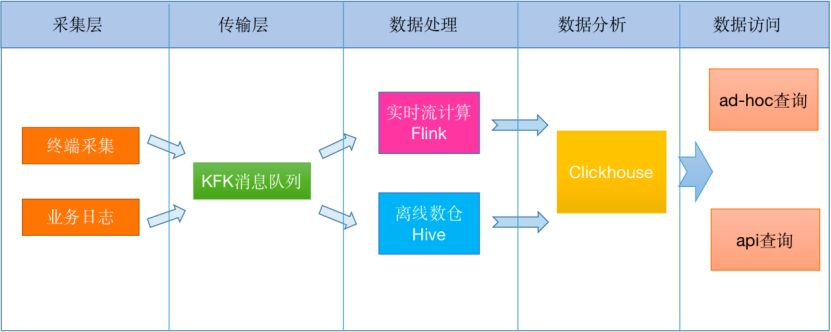 采集层
传输层
数据处理
数据分析
数据访问
终端采集
业务日志
KFK消息队列
实时流计算
Flink
离线数仓
Hive
Clickhouse
ad-hoc查询
api查询